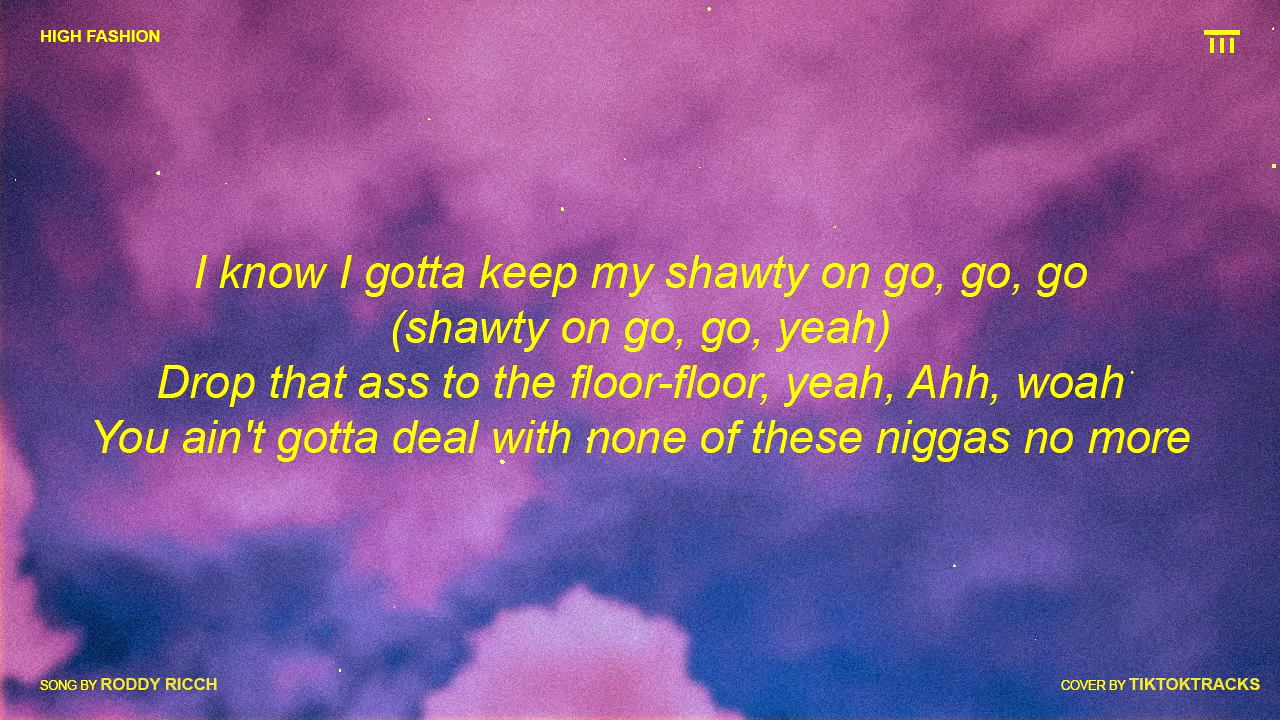 HIGH FASHION
I know I gotta keep my shawty on go, go, go
(shawty on go, go, yeah)
Drop that ass to the floor-floor, yeah, Ahh, woah
You ain't gotta deal with none of these niggas no more
SONG BY RODDY RICCH
COVER BY TIKTOKTRACKS